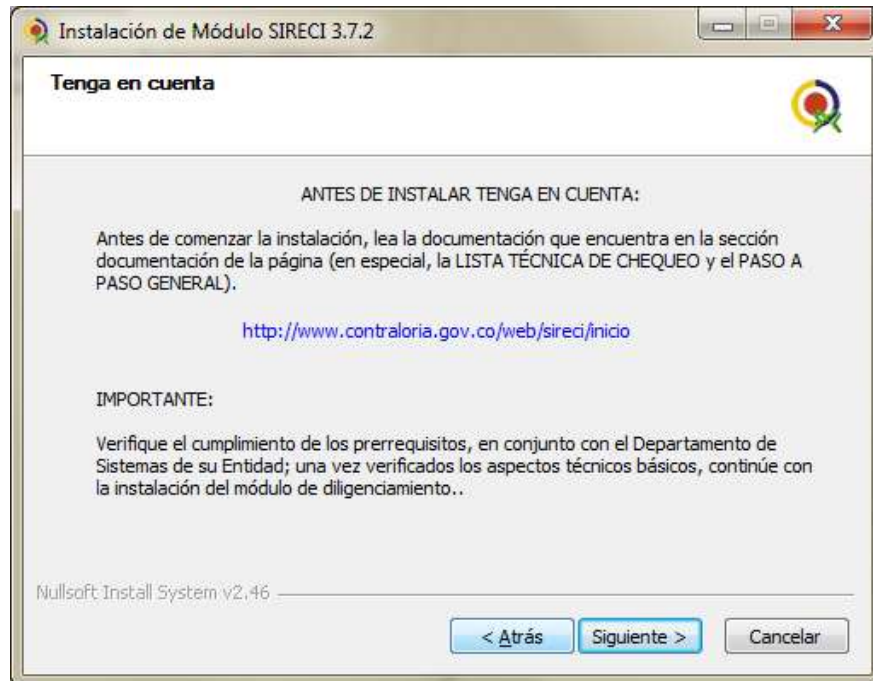 Instalación de Módulo SIRECI 3.7.2
Tenga en cuenta
ANTES DE INSTALAR TENGA EN CUENTA:
Antes de comenzar la instalación, lea la documentación que encuentra en la sección
documentación de la página (en especial, la LISTA TÉCNICA DE CHEQUEO y el PASO A
PASO GENERAL).
http://www.contraloria.gov.co/web/sireci/inicio
IMPORTANTE:
Verifique el cumplimiento de los prerrequisitos, en conjunto con el Departamento de
Sistemas de su Entidad; una vez verificados los aspectos técnicos básicos, continúe con
la instalación del módulo de diligenciamiento..
Nullsoft Install System v2.46
< Atrás Siguiente > Cancelar